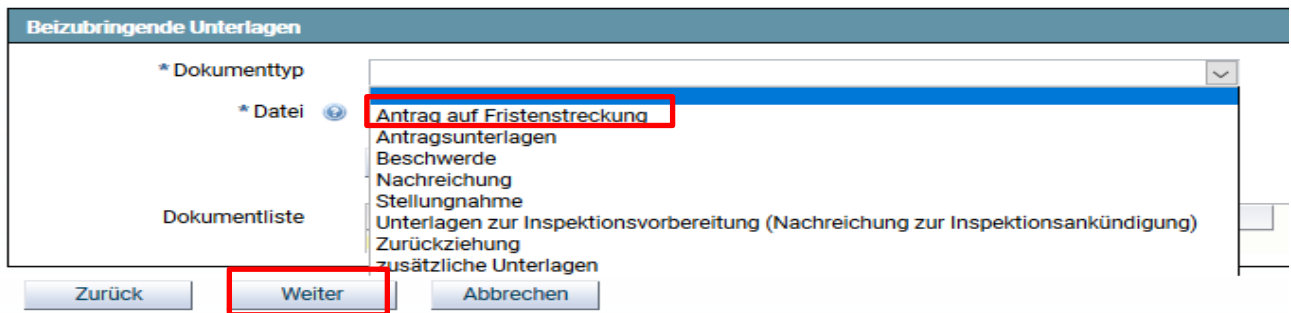 Beizubringende Unterlagen
* Dokumenttyp
* Datei
Antrag auf Fristenstreckung
Antragsunterlagen
Beschwerde
Nachreichung
Stellungnahme
Dokumentliste
Unterlagen zur Inspektionsvorbereitung (Nachreichung zur Inspektionsankündigung)
Zurückziehung
zusätzliche Unterlagen
Zurück Weiter Abbrechen